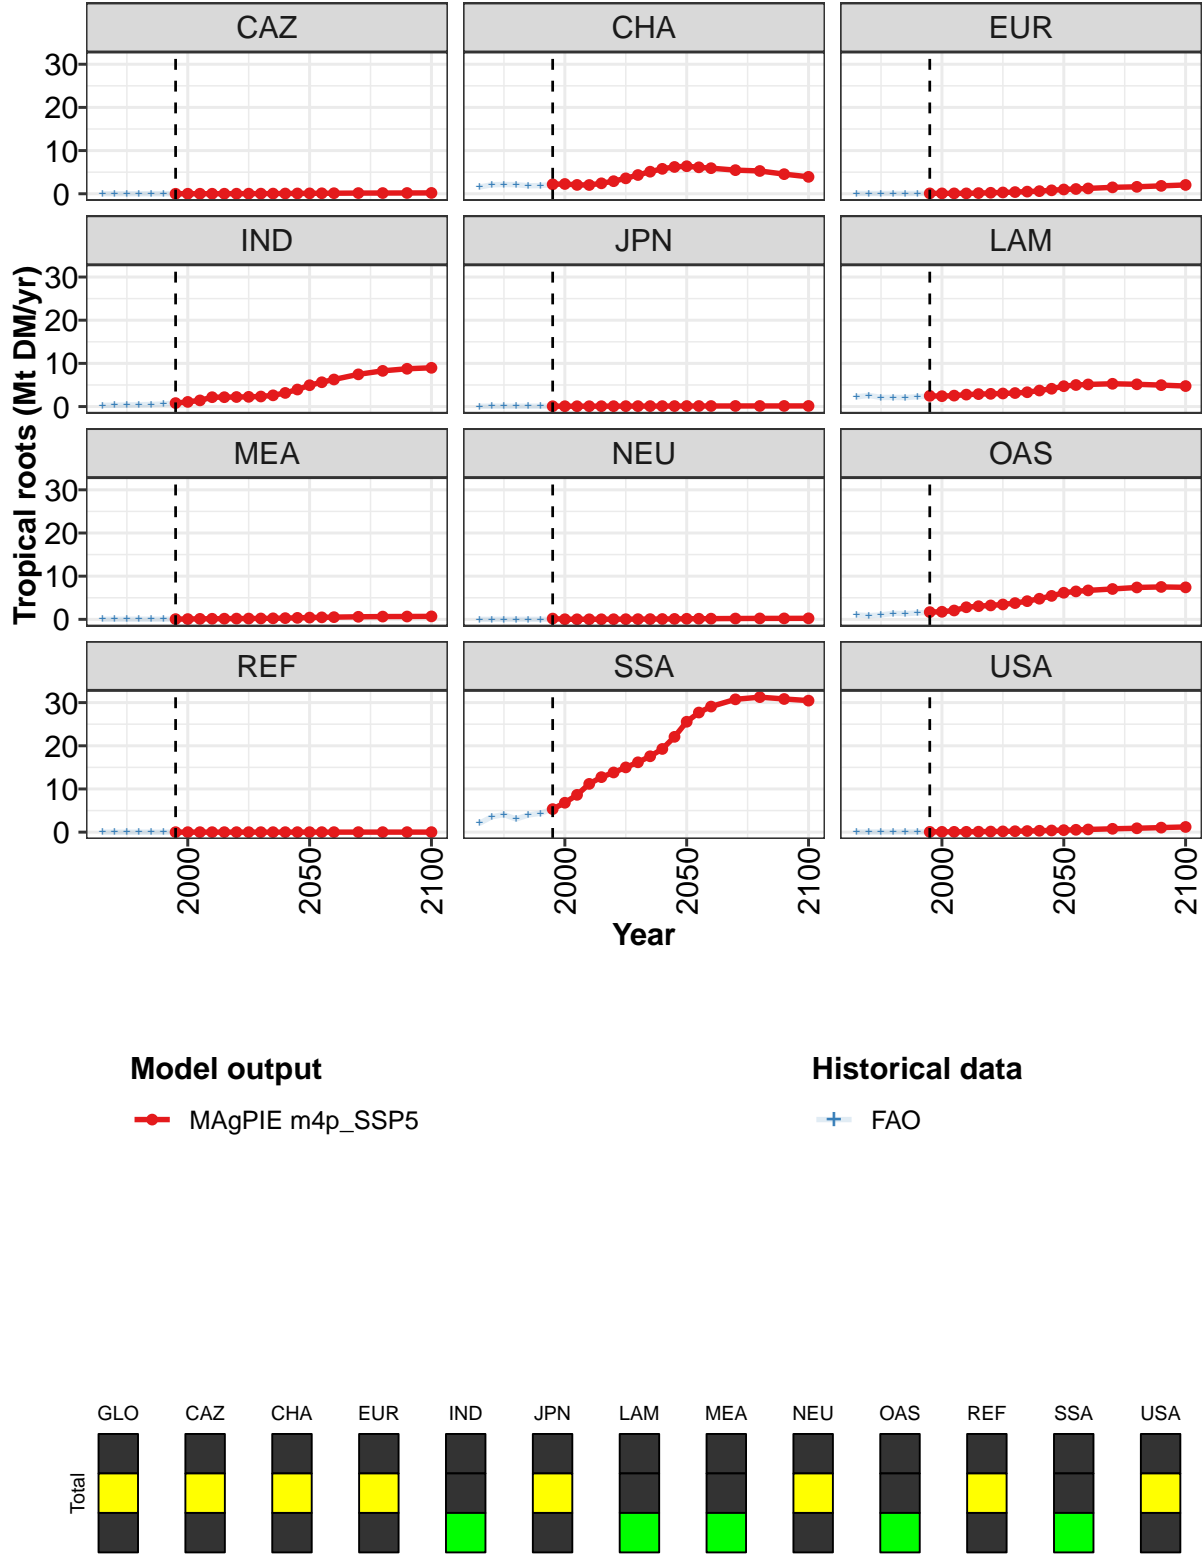 CAZ CHA EUR
30
20
10
0
IND JPN LAM
30
20
10
0
MEA NEU OAS
30
20
10
0
REF SSA USA
30
20
10
0
Tropical roots (Mt DM/yr)
2000 2050 2100 2000 2050 2100 2000 2050 2100
Year
Model output Historical data
MAgPIE m4p_SSP5 FAO
GLO CAZ CHA EUR IND JPN LAM MEA NEU OAS REF SSA USA
Total